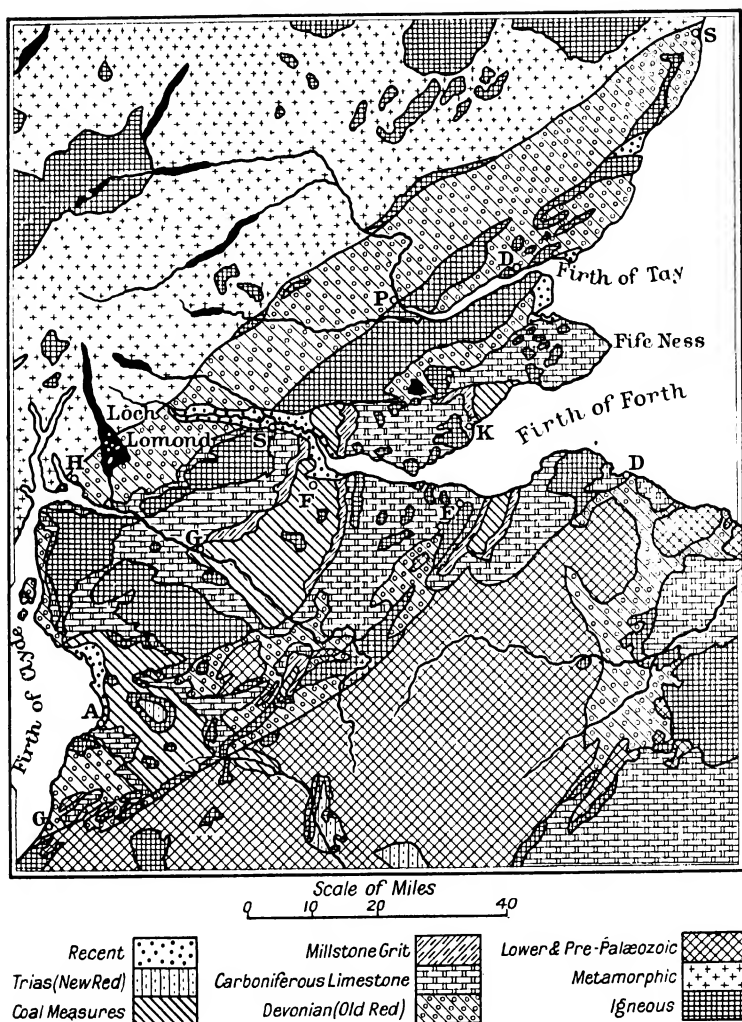 S
D
Firth of Tay
P
Fife Ness
Loch
Lomond
S
Firth of Forth
K
H
D
F
E
G
Firth of Clyde
A
G
Scale of Miles
0 10 20 40
Recent
Millstone Grit
Lower & Pre-Palæozoic
Trias (New Red)
Carboniferous Limestone
Metamorphic
Coal Measures
Devonian (Old Red)
Igneous